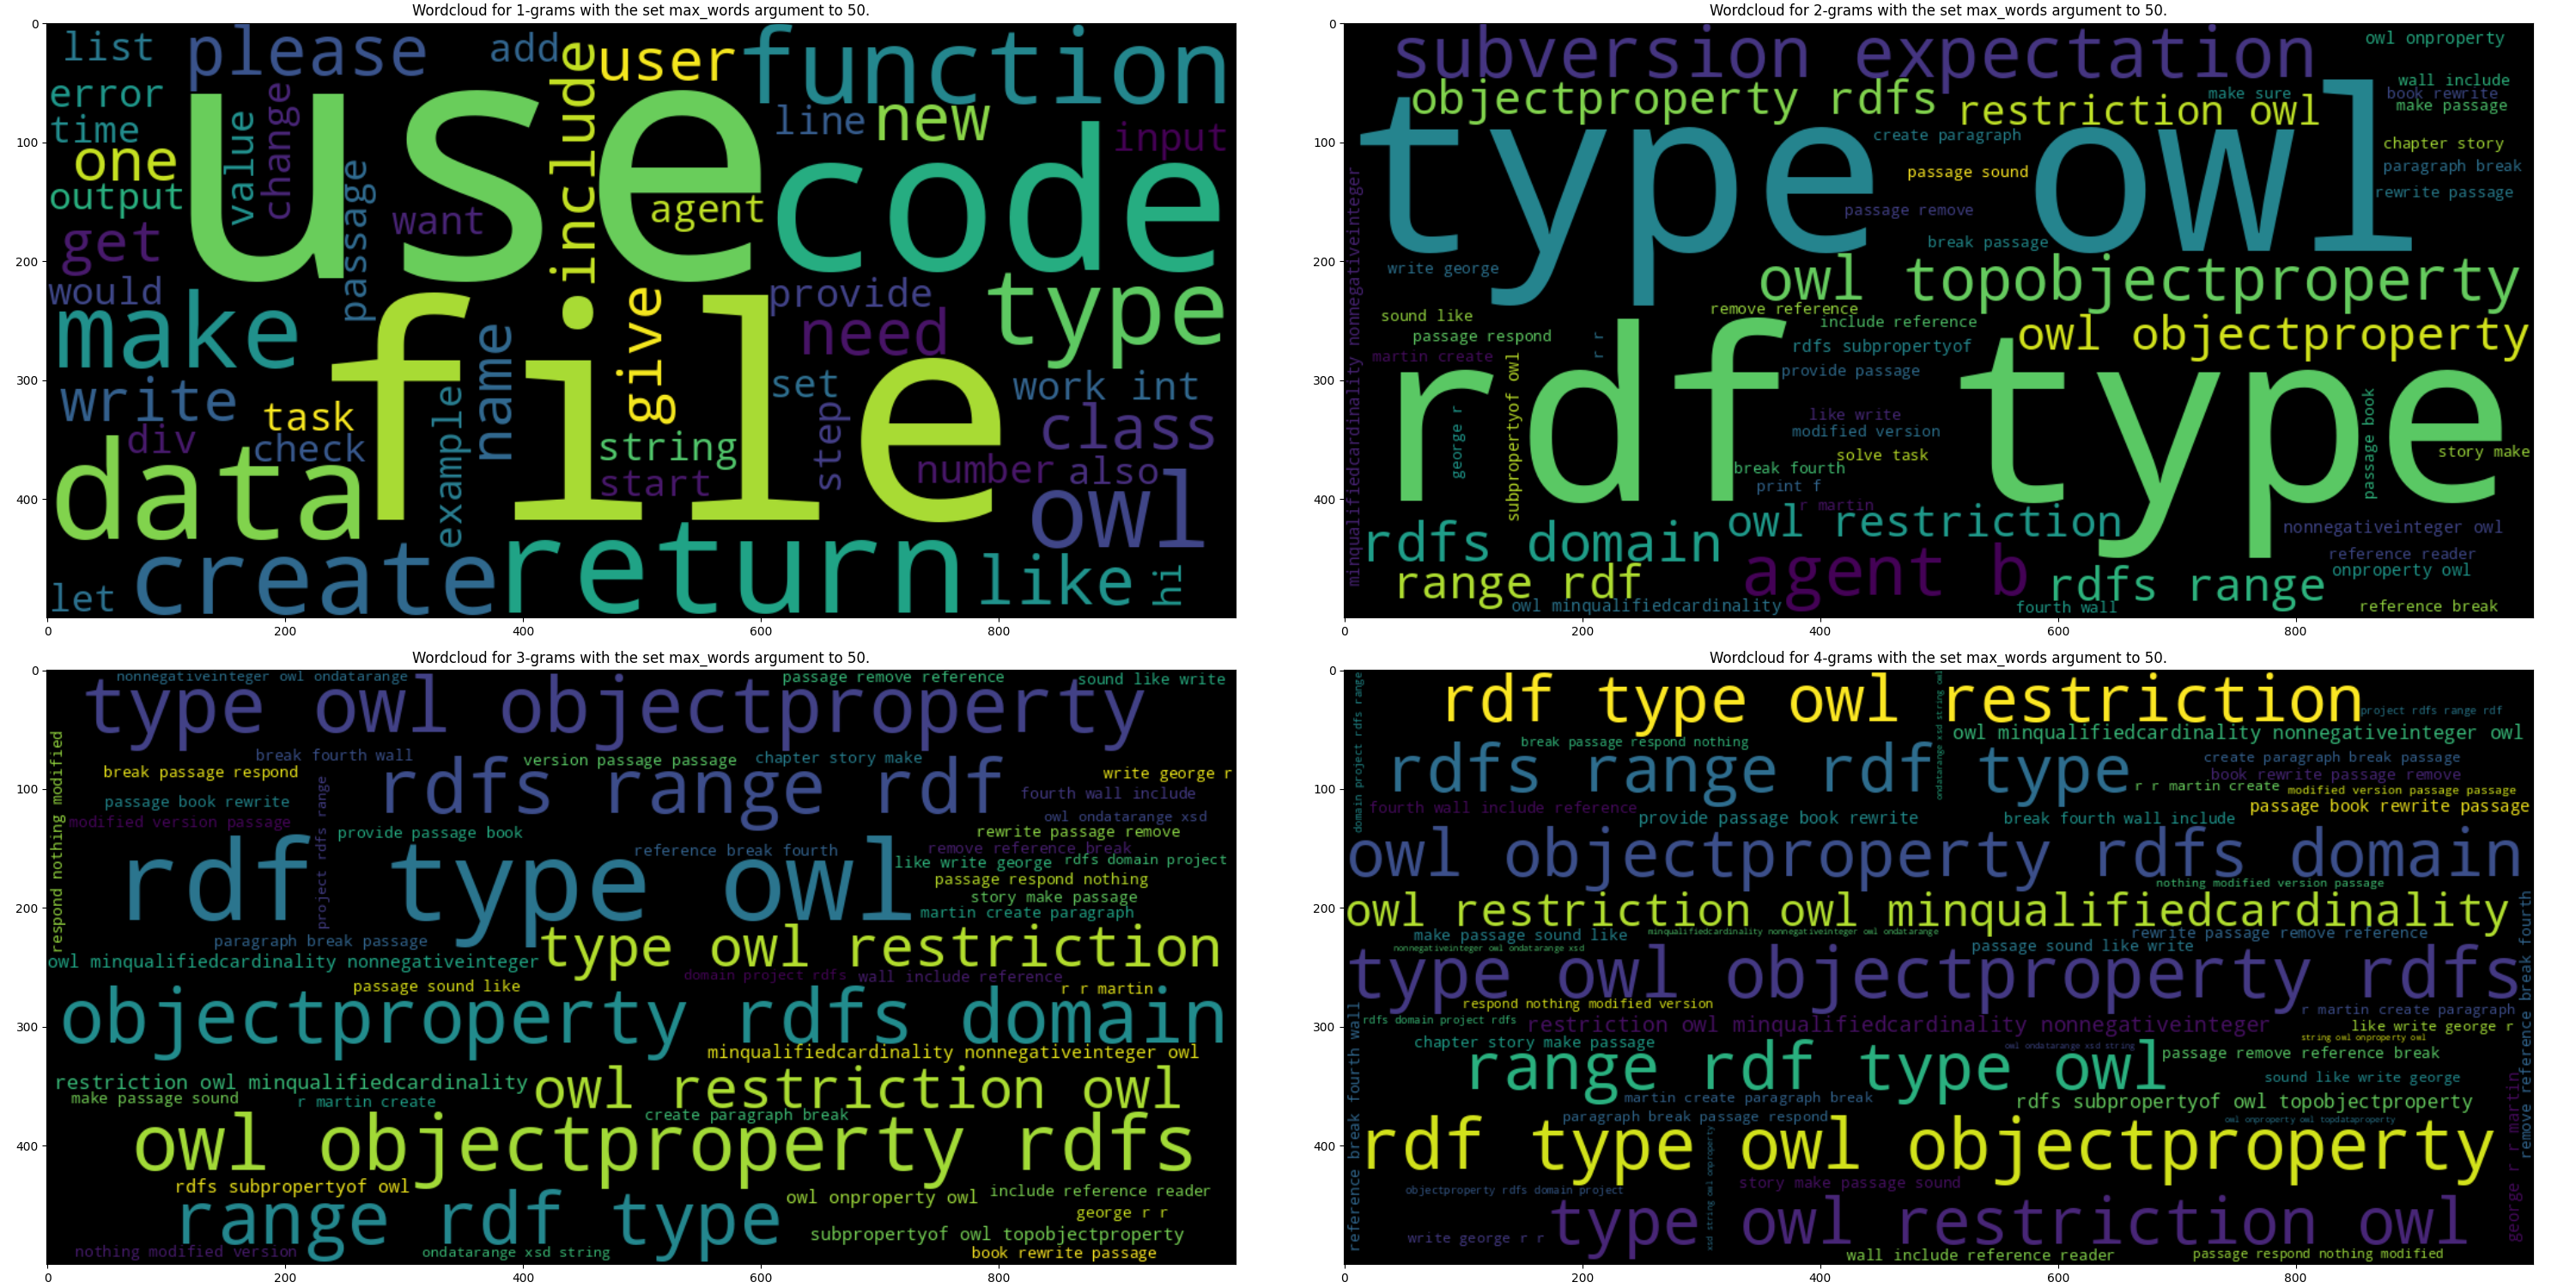 Wordcloud for 1-grams with the set max_words argument to 50.
list please add include user function
error time value change line new input
one output passage want agent code
get use
would make provide need type
write name give set work int
task div check example string step class
data file start number also owl
let create return like hi
0 100 200 300 400
0 200 400 600 800
Wordcloud for 2-grams with the set max_words argument to 50.
subversion expectation owl onproperty
wall include
objectproperty rdfs make sure book rewrite
restriction owl make passage
type owl create paragraph chapter story
passage sound paragraph break
rewrite passage
passage remove
break passage
write george owl topobjectproperty
remove reference
sound like include reference owl objectproperty
passage respond r r
martin create rdfs subpropertyof
provide passage
rdf type
minqualifiedcardinality nonnegativeinteger
george r subpropertyof owl
like write passage book
modified version
solve task story make
break fourth
print f
r martin
rdfs domain owl restriction nonnegativeinteger owl
reference reader
range rdf agent b rdfs range onproperty owl
owl minqualifiedcardinality fourth wall reference break
0 100 200 300 400
0 200 400 600 800
Wordcloud for 3-grams with the set max_words argument to 50.
nonnegativeinteger owl ondatarange passage remove reference sound like write
type owl objectproperty
break fourth wall version passage passage chapter story make
break passage respond rdfs range rdf write george r
fourth wall include
passage book rewrite
owl ondatarange xsd
modified version passage provide passage book rewrite passage remove
respond nothing modified
project rdfs range
rdf type owl reference break fourth remove reference break
like write george rdfs domain project
passage respond nothing
story make passage
martin create paragraph
paragraph break passage type owl restriction
owl minqualifiedcardinality nonnegativeinteger
domain project rdfs wall include reference
passage sound like r r martin
objectproperty rdfs domain
minqualifiedcardinality nonnegativeinteger owl
restriction owl minqualifiedcardinality owl restriction owl
make passage sound r martin create
create paragraph break
owl objectproperty rdfs
rdfs subpropertyof owl
range rdf type owl onproperty owl include reference reader
george r r
subpropertyof owl topobjectproperty
nothing modified version ondatarange xsd string book rewrite passage
0 100 200 300 400
0 200 400 600 800
Wordcloud for 4-grams with the set max_words argument to 50.
domain project rdfs range
rdf type owl restriction project rdfs range rdf
ondatarange xsd string owl
break passage respond nothing owl minqualifiedcardinality nonnegativeinteger owl
rdfs range rdf type create paragraph break passage
book rewrite passage remove
r r martin create modified version passage passage
fourth wall include reference passage book rewrite passage
provide passage book rewrite break fourth wall include
owl objectproperty rdfs domain
nothing modified version passage
owl restriction owl minqualifiedcardinality
make passage sound like minqualifiedcardinality nonnegativeinteger owl ondatarange rewrite passage remove reference
nonnegativeinteger owl ondatarange xsd passage sound like write
type owl objectproperty rdfs
respond nothing modified version r martin create paragraph
rdfs domain project rdfs restriction owl minqualifiedcardinality nonnegativeinteger like write george r
string owl onproperty owl
chapter story make passage owl ondatarange xsd string
range rdf type owl passage remove reference break
sound like write george
martin create paragraph break rdfs subpropertyof owl topobjectproperty
paragraph break passage respond owl onproperty owl topdataproperty
rdf type owl objectproperty
reference break fourth wall
remove reference break fourth
xsd string owl onproperty
george r r martin
objectproperty rdfs domain project story make passage sound
write george r r type owl restriction owl
wall include reference reader passage respond nothing modified
0 100 200 300 400
0 200 400 600 800